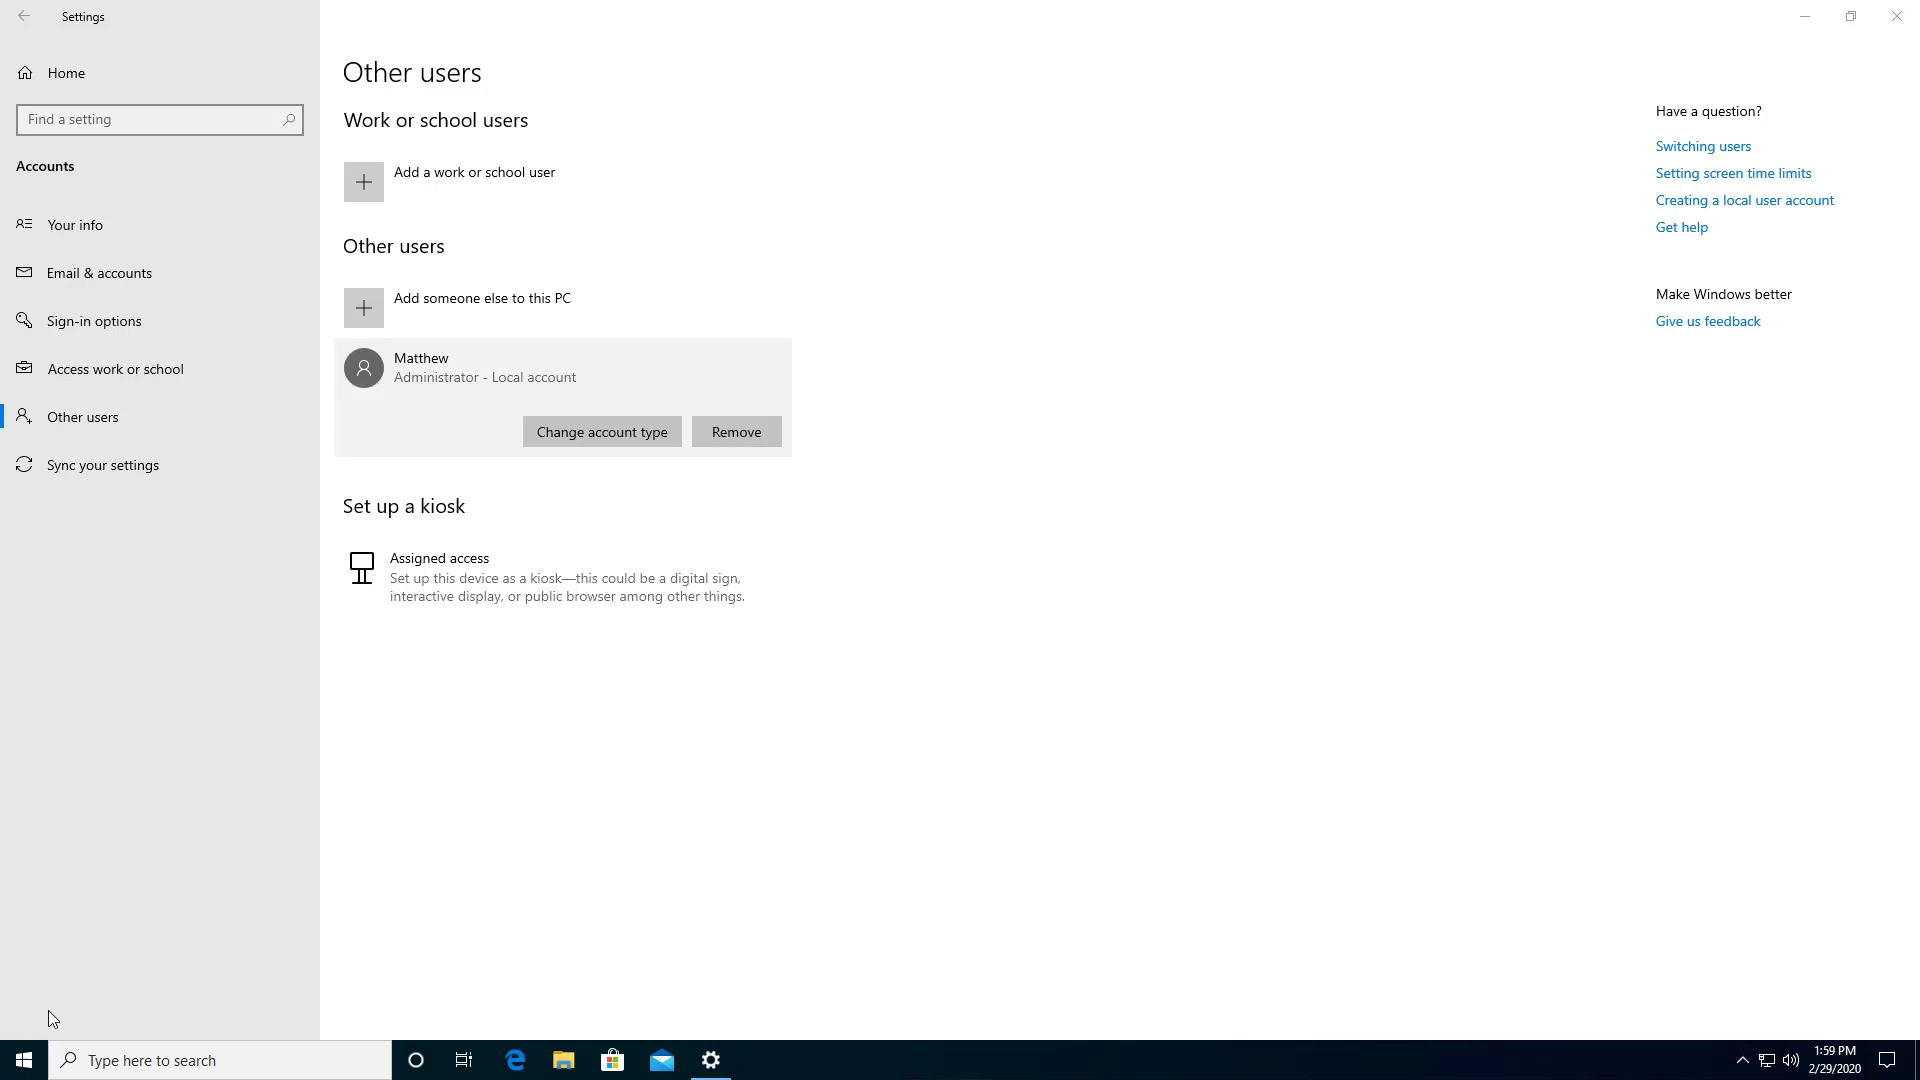 Settings
Home
Find a setting
Accounts
Your info
Email & accounts
Sign-in options
Access work or school
Other users
Sync your settings
Other users
Work or school users
Add a work or school user
Other users
Add someone else to this PC
Matthew
Administrator - Local account
Change account type
Remove
Set up a kiosk
Assigned access
Set up this device as a kiosk—this could be a digital sign,
interactive display, or public browser among other things.
Have a question?
Switching users
Setting screen time limits
Creating a local user account
Get help
Make Windows better
Give us feedback
Type here to search
1:59 PM
2/29/2020